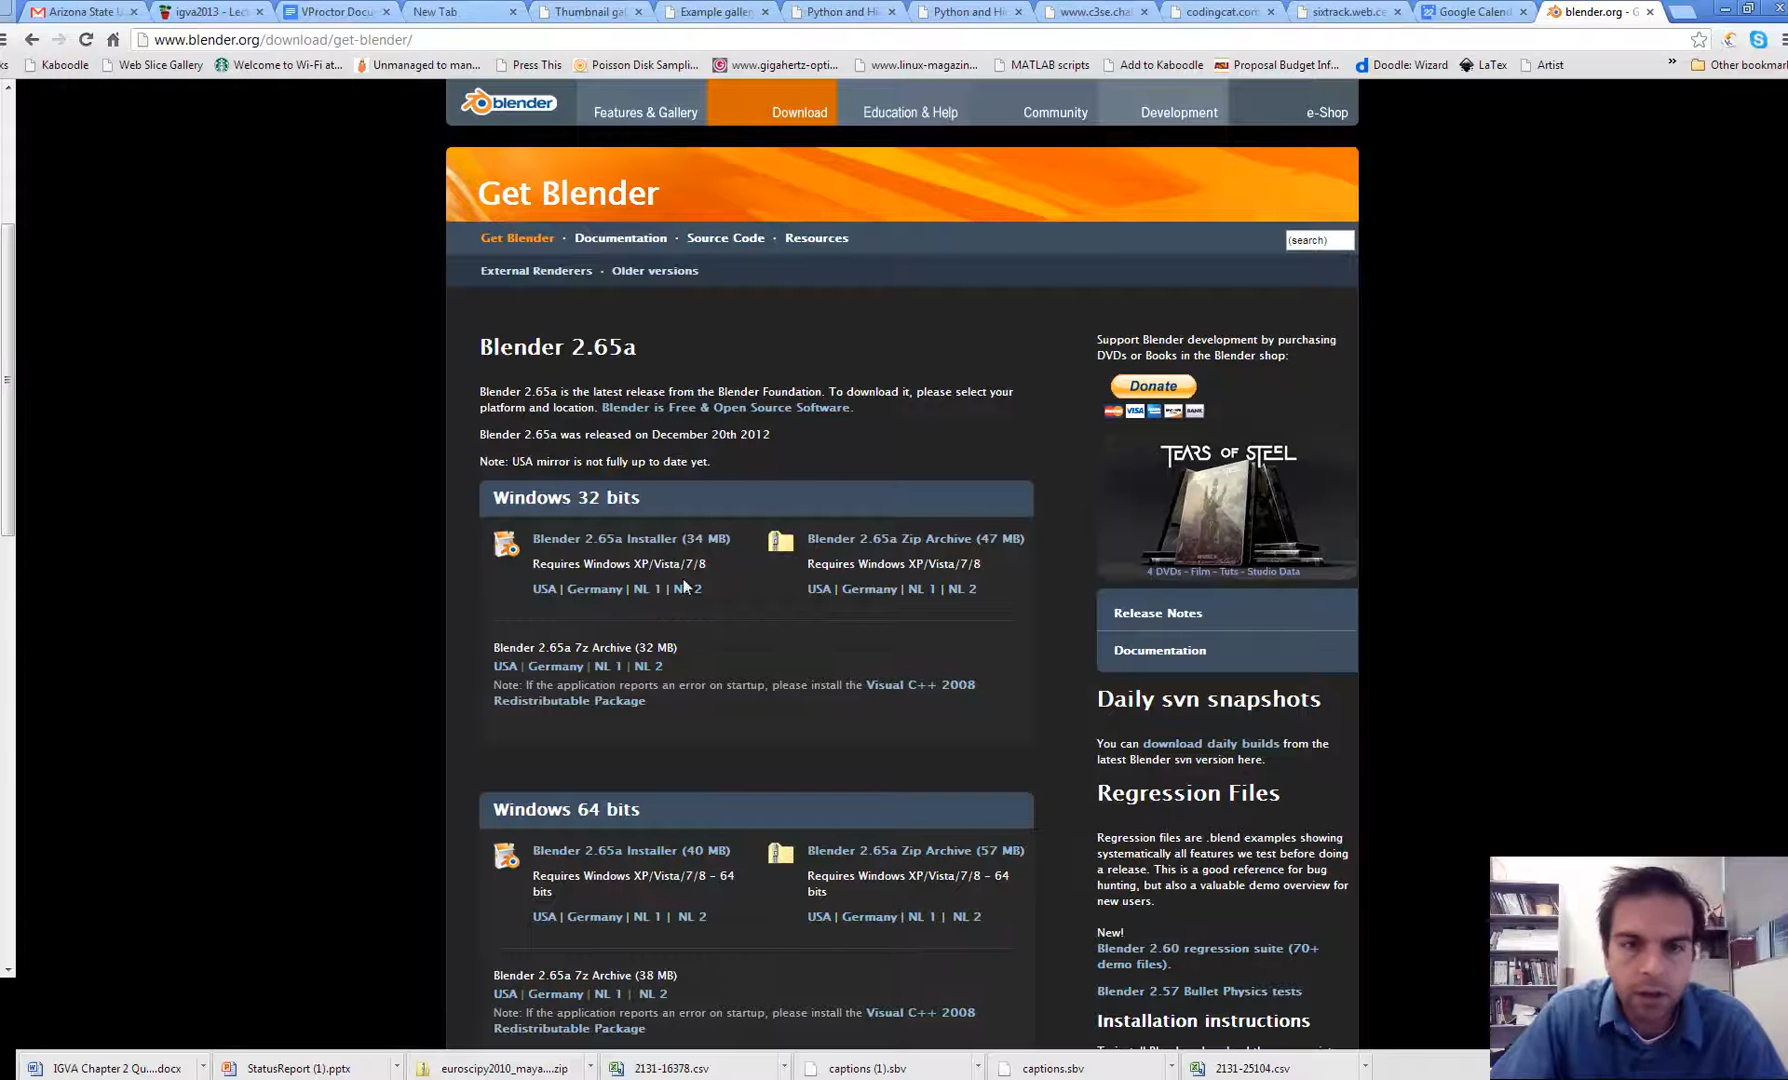 Arizona State U
igva2013 - Lec
VProctor Docu
New Tab
Thumbnail ga
Example galler
Python and Hi
Python and Hi
www.c3se.cha
codingcat.com
sixtrack.web.ce
Google Calend
blender.org - G
www.blender.org/download/get-blender/
ks
Kaboodle
Web Slice Gallery
Welcome to Wi-Fi at...
Unmanaged to man...
Press This
Poisson Disk Sampli...
www.gigahertz-opti...
www.linux-magazin...
MATLAB scripts
Add to Kaboodle
Proposal Budget Inf...
Doodle: Wizard
LaTex
Artist
»
Other bookmar
blender
Features & Gallery
Download
Education & Help
Community
Development
e-Shop
Get Blender
Get Blender · Documentation · Source Code · Resources
(search)
External Renderers · Older versions
Blender 2.65a
Blender 2.65a is the latest release from the Blender Foundation. To download it, please select your
platform and location. Blender is Free & Open Source Software.
Blender 2.65a was released on December 20th 2012
Note: USA mirror is not fully up to date yet.
Windows 32 bits
Blender 2.65a Installer (34 MB)
Requires Windows XP/Vista/7/8
USA | Germany | NL 1 | NL 2
Blender 2.65a Zip Archive (47 MB)
Requires Windows XP/Vista/7/8
USA | Germany | NL 1 | NL 2
Blender 2.65a 7z Archive (32 MB)
USA | Germany | NL 1 | NL 2
Note: If the application reports an error on startup, please install the Visual C++ 2008
Redistributable Package
Windows 64 bits
Blender 2.65a Installer (40 MB)
Requires Windows XP/Vista/7/8 - 64
bits
USA | Germany | NL 1 | NL 2
Blender 2.65a Zip Archive (57 MB)
Requires Windows XP/Vista/7/8 - 64
bits
USA | Germany | NL 1 | NL 2
Blender 2.65a 7z Archive (38 MB)
USA | Germany | NL 1 | NL 2
Note: If the application reports an error on startup, please install the Visual C++ 2008
Redistributable Package
Support Blender development by purchasing
DVDs or Books in the Blender shop:
Donate
VISA
BANK
TEARS OF STEEL
4 DVDs - Film - Tuts - Studio Data
Release Notes
Documentation
Daily svn snapshots
You can download daily builds from the
latest Blender svn version here.
Regression Files
Regression files are .blend examples showing
systematically all features we test before doing
a release. This is a good reference for bug
hunting, but also a valuable demo overview for
new users.
New!
Blender 2.60 regression suite (70+
demo files).
Blender 2.57 Bullet Physics tests
Installation instructions
IGVA Chapter 2 Qu....docx
StatusReport (1).pptx
euroscipy2010_maya....zip
2131-16378.csv
captions (1).sbv
captions.sbv
2131-25104.csv